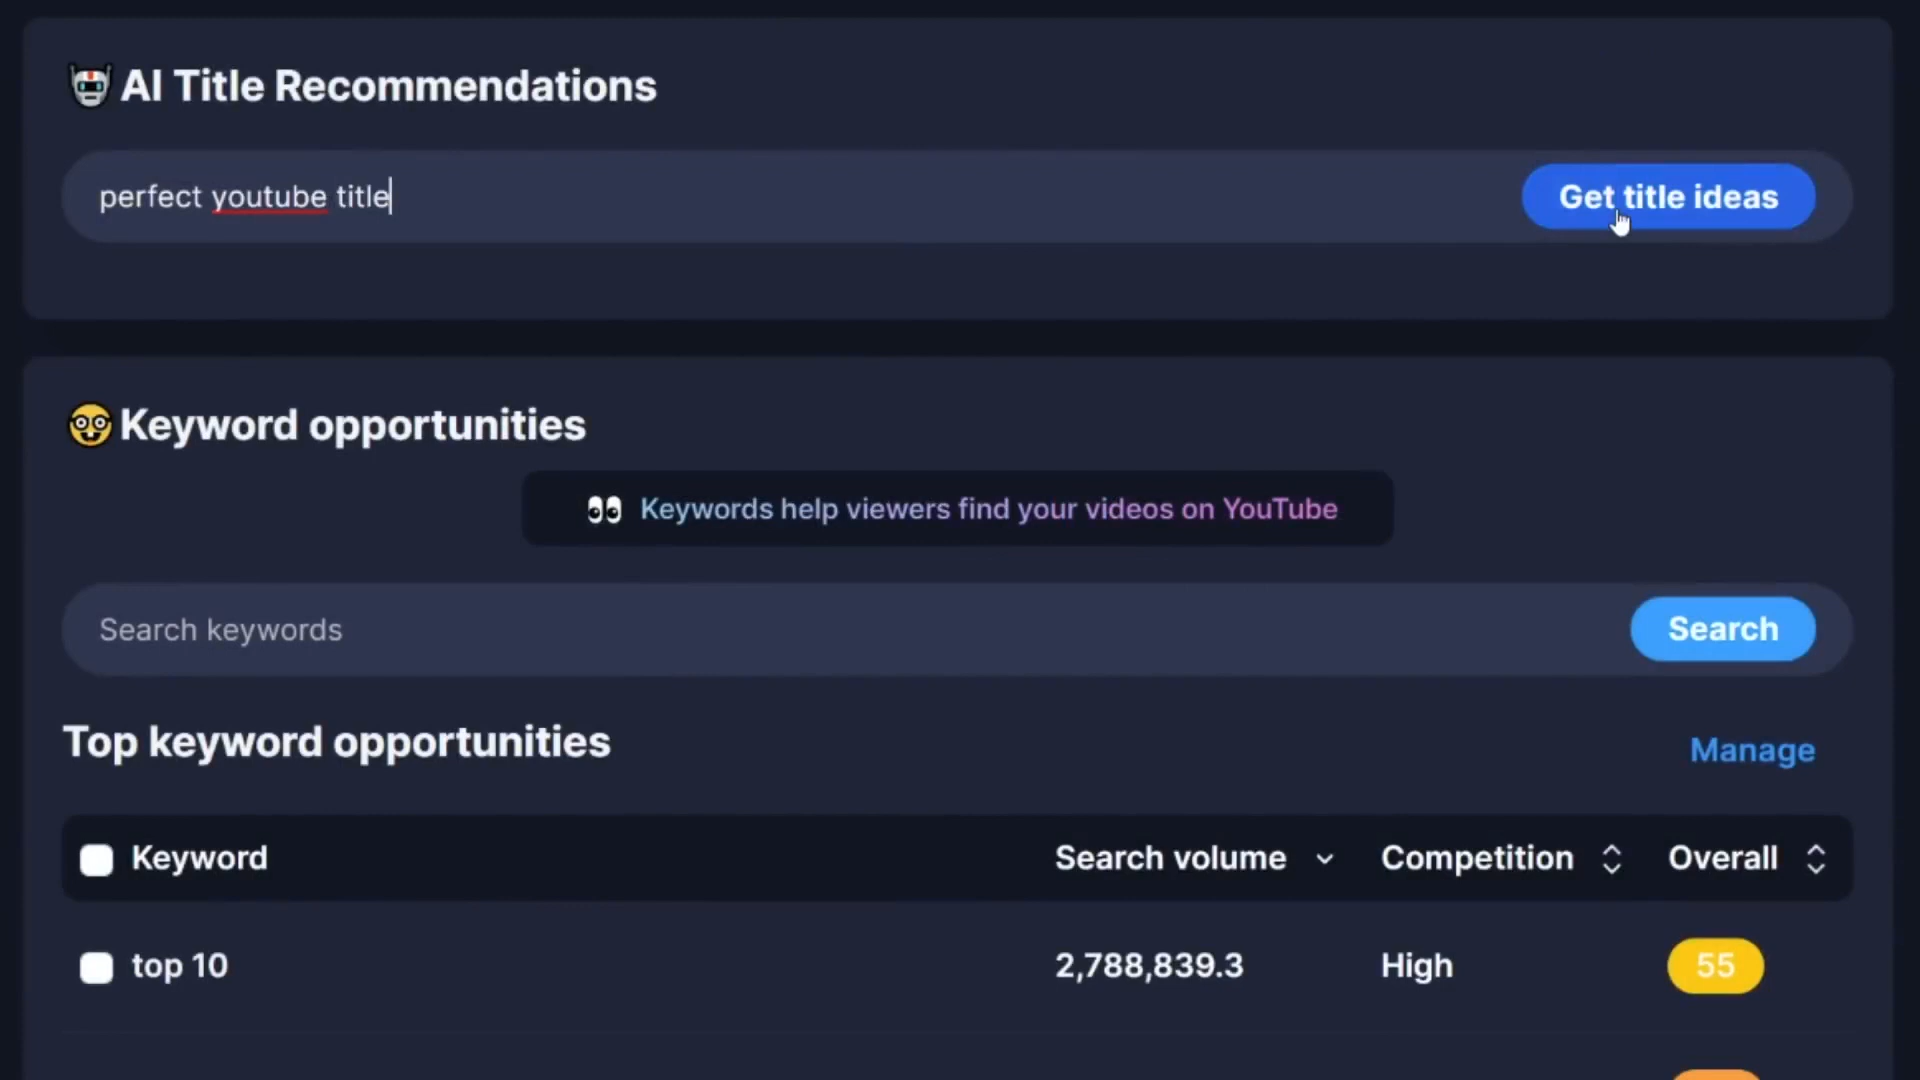 AI Title Recommendations
perfect youtube title
Get title ideas
Keyword opportunities
Keywords help viewers find your videos on YouTube
Search keywords
Search
Top keyword opportunities
Manage
Keyword Search volume Competition Overall
top 10 2,788,839.3 High 55